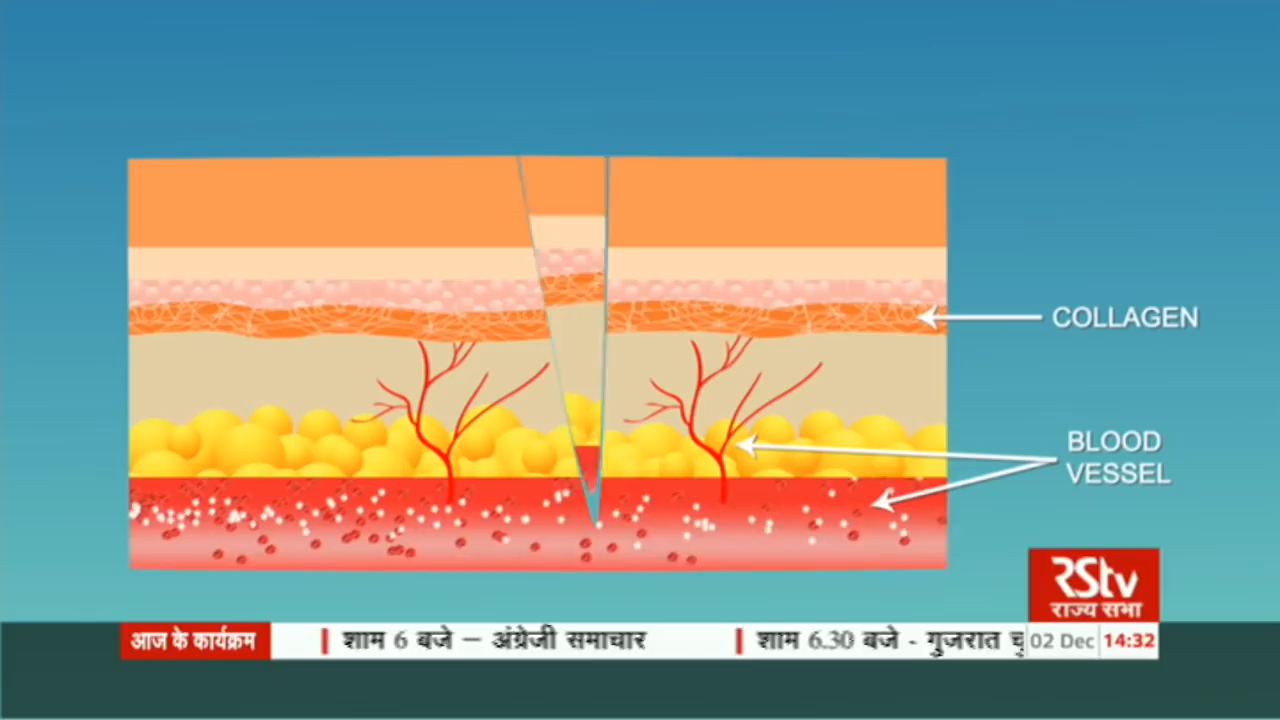 COLLAGEN
BLOOD
VESSEL
RStv
राज्य सभा
आज के कार्यक्रम
शाम 6 बजे – अंग्रेजी समाचार
शाम 6.30 बजे - गुजरात
02 Dec 14:32